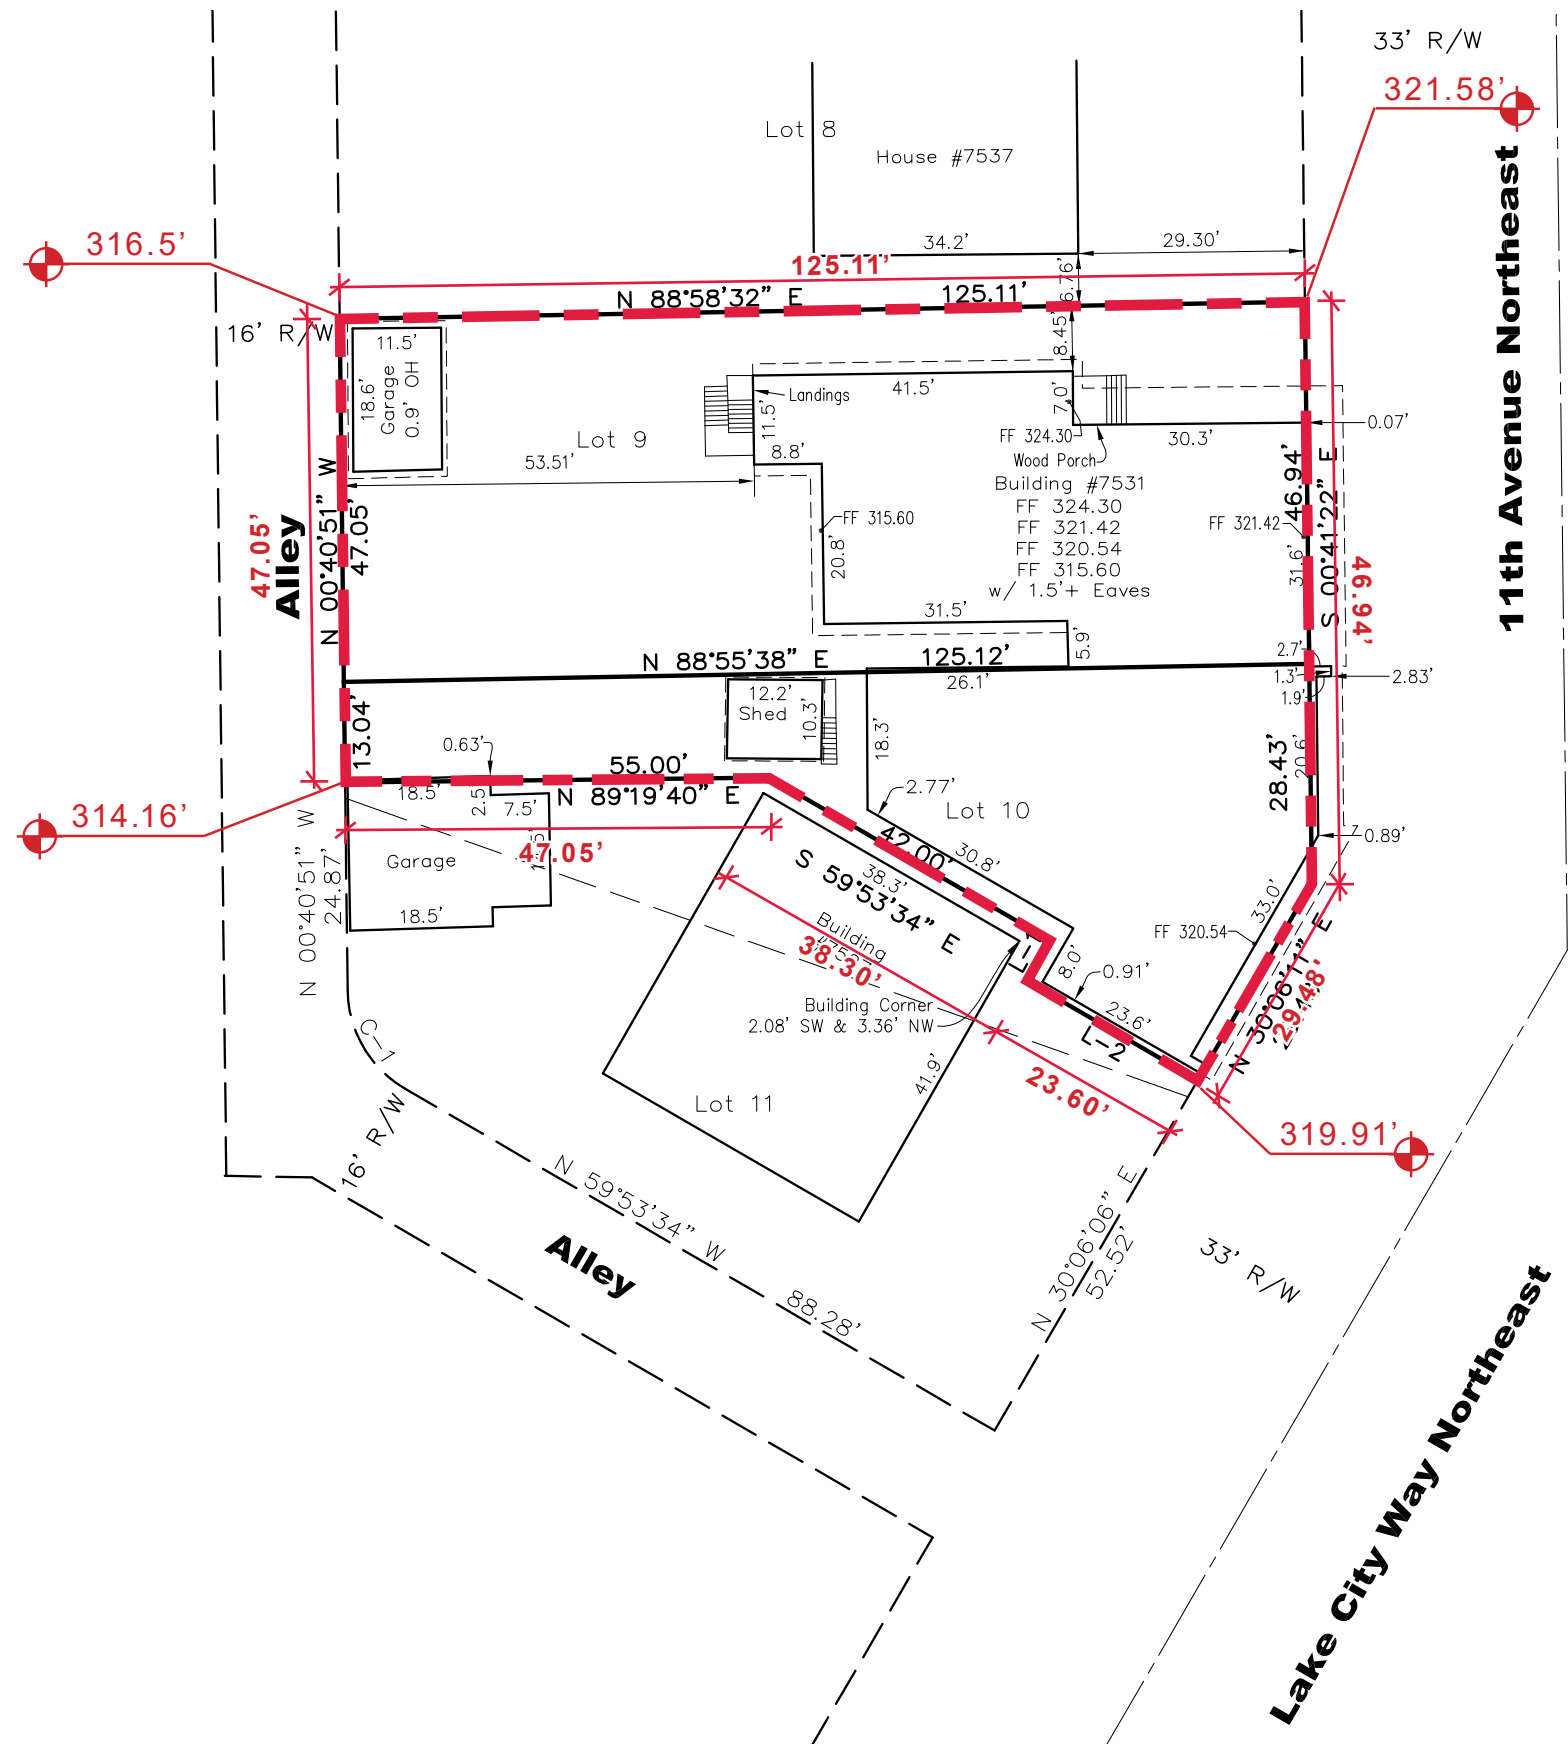 33' R/W
321.58'
Lot 8
House #7537
11th Avenue Northeast
316.5'
34.2'
29.30'
125.11'
6.76'
N 88°58'32" E
125.11'
16' R/W
11.5'
18.6'
Garage
0.9' OH
8.45'
Landings
41.5'
7.0'
11.5'
0.07'
Lot 9
FF 324.30
30.3'
8.8'
Wood Porch
53.51'
Building #7531
FF 324.30
FF 321.42
FF 320.54
FF 315.60
w/ 1.5'+ Eaves
FF 315.60
FF 321.42
46.94'
S 00°41'22" E
46.94'
31.6'
47.05'
Alley
N 00°40'51" W
47.05'
20.8'
31.5'
5.9'
N 88°55'38" E
125.12'
2.7'
1.3'
1.9'
2.83'
26.1'
12.2'
Shed
10.3'
18.3'
13.04'
0.63'
28.43'
20.6'
55.00'
N 89°19'40" E
18.5'
2.5'
7.5'
2.77'
Lot 10
314.16'
0.89'
47.05'
Garage
42.00'
30.8'
38.3'
S 59°53'34" E
N 00°40'51" W
24.87'
18.5'
33.0'
Building
38.30'
L-1
8.0'
FF 320.54
0.91'
Building Corner
2.08' SW & 3.36' NW
23.6'
L-2
N 30°06'11" E
29.48'
C-1
41.9'
23.60'
Lot 11
319.91'
16' R/W
N 59°53'34" W
88.28'
Alley
N 30°06'06" E
52.52'
33' R/W
Lake City Way Northeast